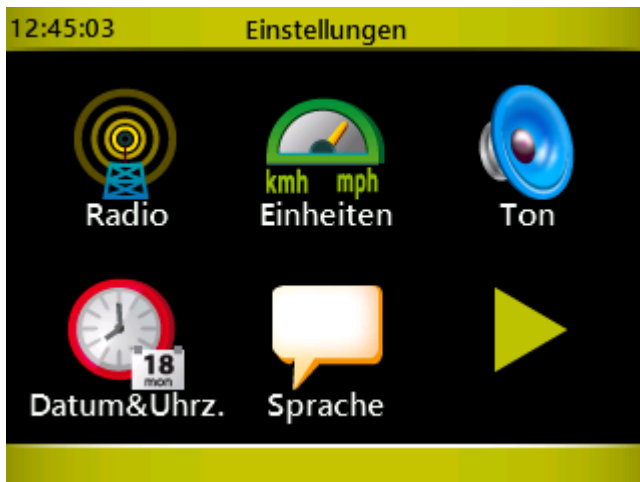 12:45:03 Einstellungen
kmh mph
Radio Einheiten Ton
18
mon
Datum&Uhrz. Sprache